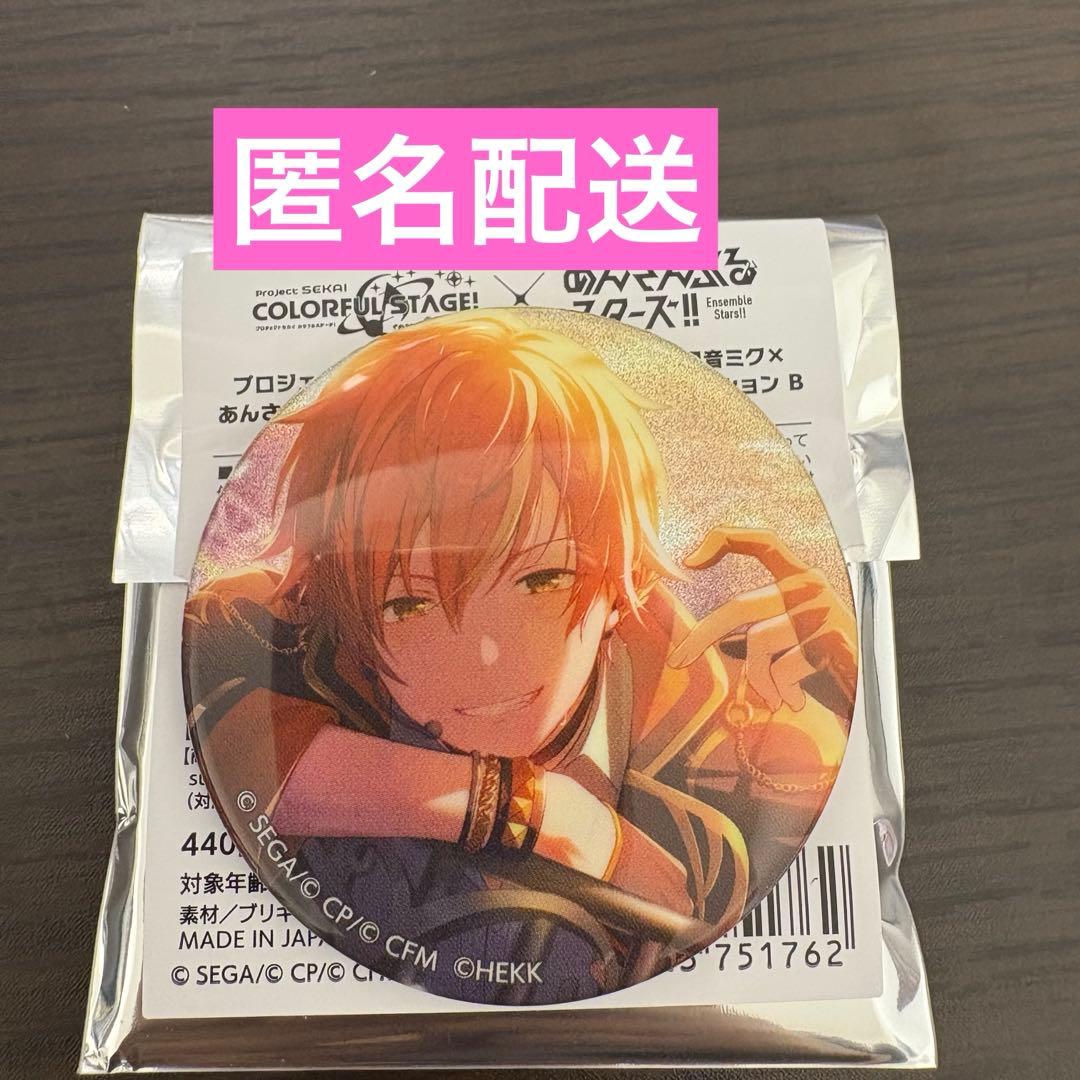 匿名配送
Project SEKAI
COLORFUL STAGE!
あんさんぶる
スターズ!!
Ensemble
Stars!!
音ミク×
プロジェ
ション B
あんさ
440
対象年齢
素材/ブリキ
MADE IN JAPA
© SEGA/© CP/© C
751762
© SEGA/© CP/© CFM ©HEKK